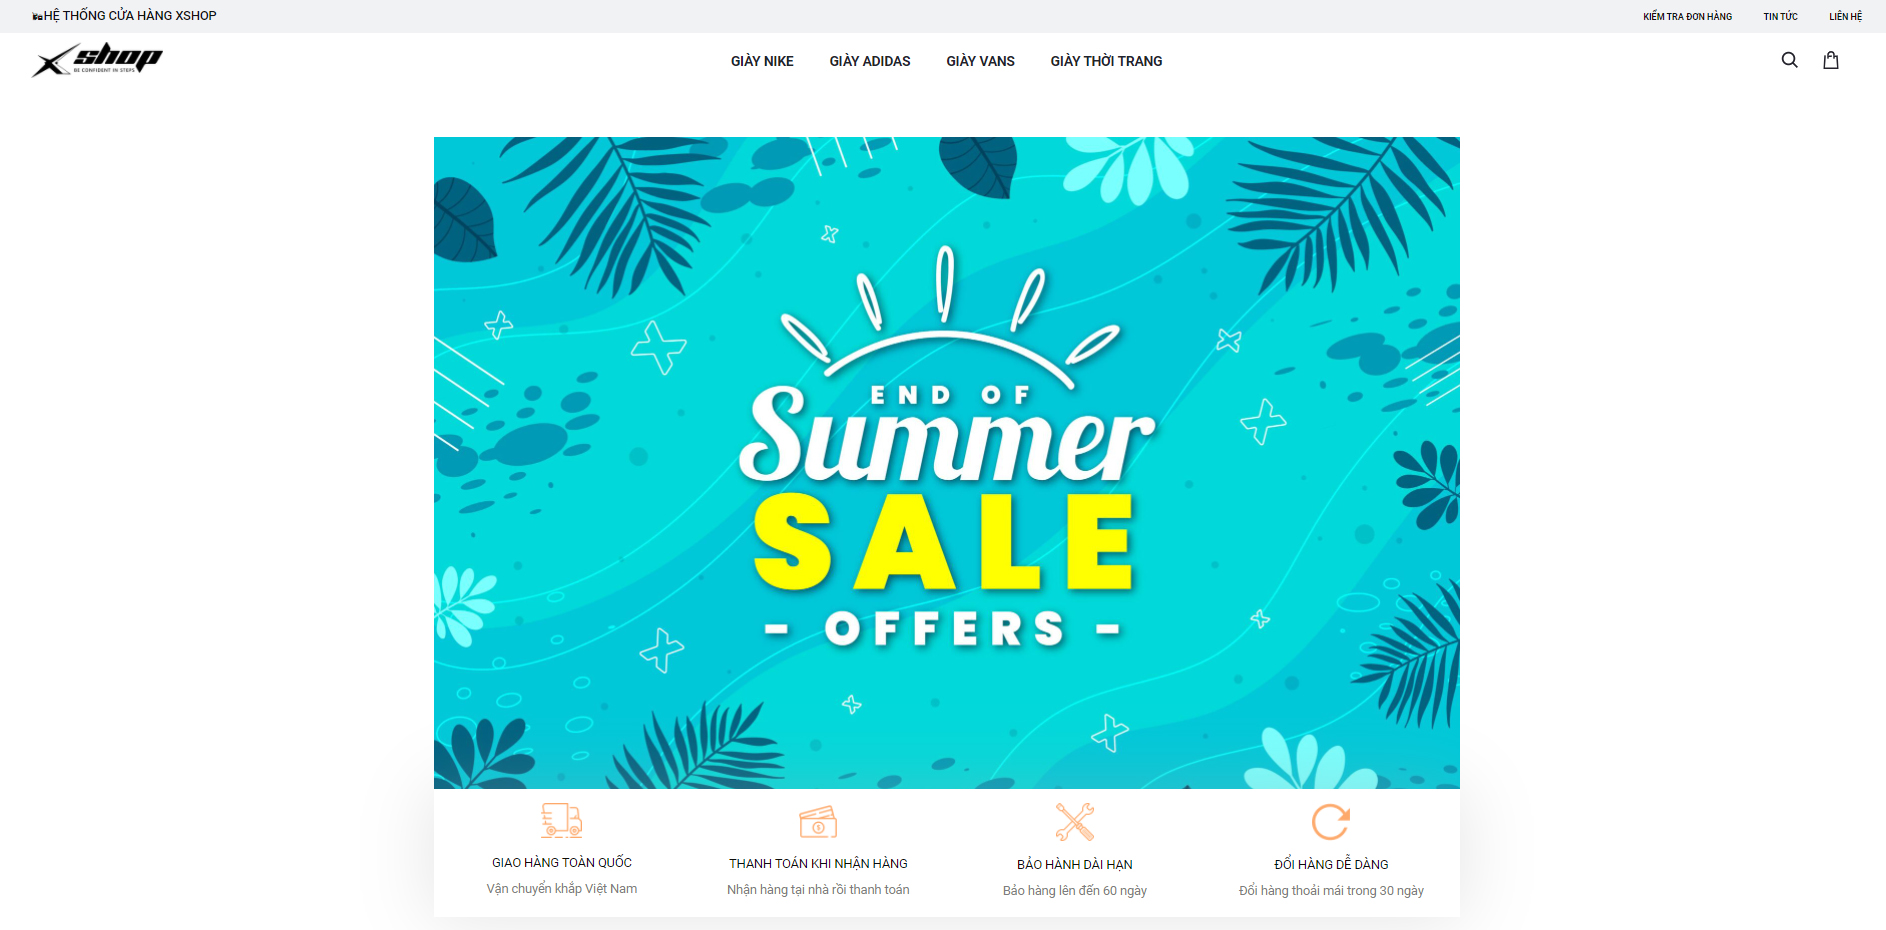 HỆ THỐNG CỬA HÀNG XSHOP
KIỂM TRA ĐƠN HÀNG TIN TỨC LIÊN HỆ
Xshop
BE CONFIDENT IN STEPS
GIÀY NIKE GIÀY ADIDAS GIÀY VANS GIÀY THỜI TRANG
END OF
Summer
SALE
- OFFERS -
GIAO HÀNG TOÀN QUỐC
Vận chuyển khắp Việt Nam
THANH TOÁN KHI NHẬN HÀNG
Nhận hàng tại nhà rồi thanh toán
BẢO HÀNH DÀI HẠN
Bảo hàng lên đến 60 ngày
ĐỔI HÀNG DỄ DÀNG
Đổi hàng thoải mái trong 30 ngày